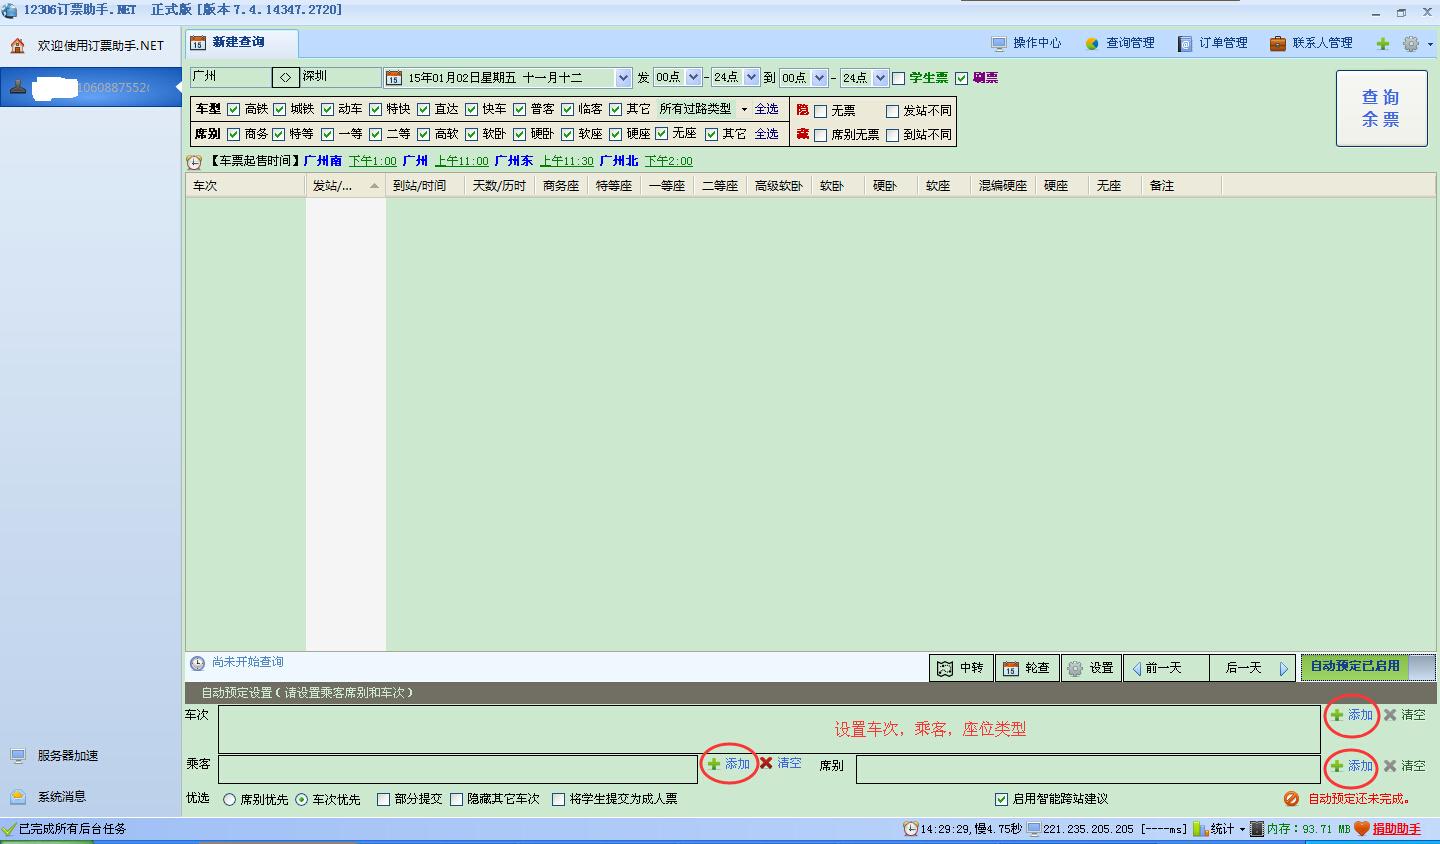 12306订票助手.NET 正式版 [版本 7.4.14347.2720]
欢迎使用订票助手.NET
新建查询
操作中心 查询管理 订单管理 联系人管理
广州 ◇ 深圳 15年01月02日星期五 十一月十二 发 00点 - 24点 到 00点 - 24点 学生票 刷票
查询余票
车型 高铁 城铁 动车 特快 直达 快车 普客 临客 其它 所有过路类型 全选
隐藏 无票 发站不同
席别 商务 特等 一等 二等 高软 软卧 硬卧 软座 硬座 无座 其它 全选
席别无票 到站不同
【车票起售时间】广州南 下午1:00 广州 上午11:00 广州东 上午11:30 广州北 下午2:00
车次 发站/... 到站/时间 天数/历时 商务座 特等座 一等座 二等座 高级软卧 软卧 硬卧 软座 混编硬座 硬座 无座 备注
尚未开始查询 中转 轮查 设置 前一天 后一天 自动预定已启用
自动预定设置(请设置乘客席别和车次)
车次 设置车次，乘客，座位类型 添加 清空
乘客 添加 清空 席别 添加 清空
优选 席别优先 车次优先 部分提交 隐藏其它车次 将学生提交为成人票 启用智能跨站建议 自动预定还未完成。
服务器加速
系统消息
已完成所有后台任务 14:29:29,慢4.75秒 221.235.205.205 [----ms] 统计 内存：93.71 MB 捐助助手